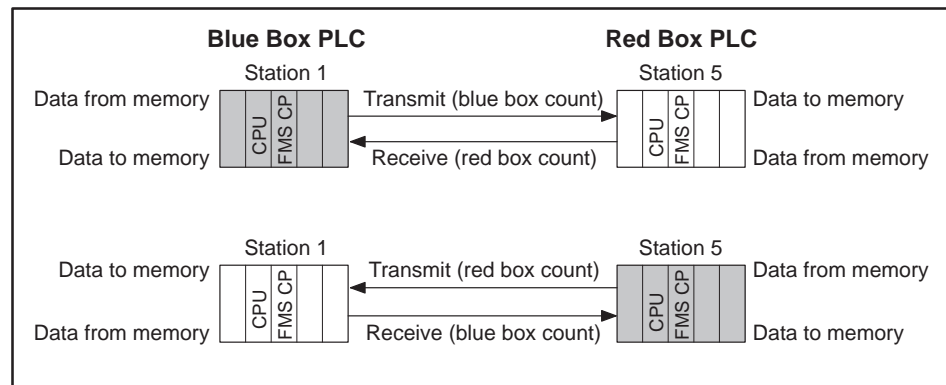 Blue Box PLC
Red Box PLC
Station 1
Station 5
Data from memory
Transmit (blue box count)
Data to memory
CPU
FMS CP
CPU
FMS CP
Data to memory
Receive (red box count)
Data from memory
Station 1
Station 5
Data to memory
Transmit (red box count)
Data from memory
CPU
FMS CP
CPU
FMS CP
Data from memory
Receive (blue box count)
Data to memory